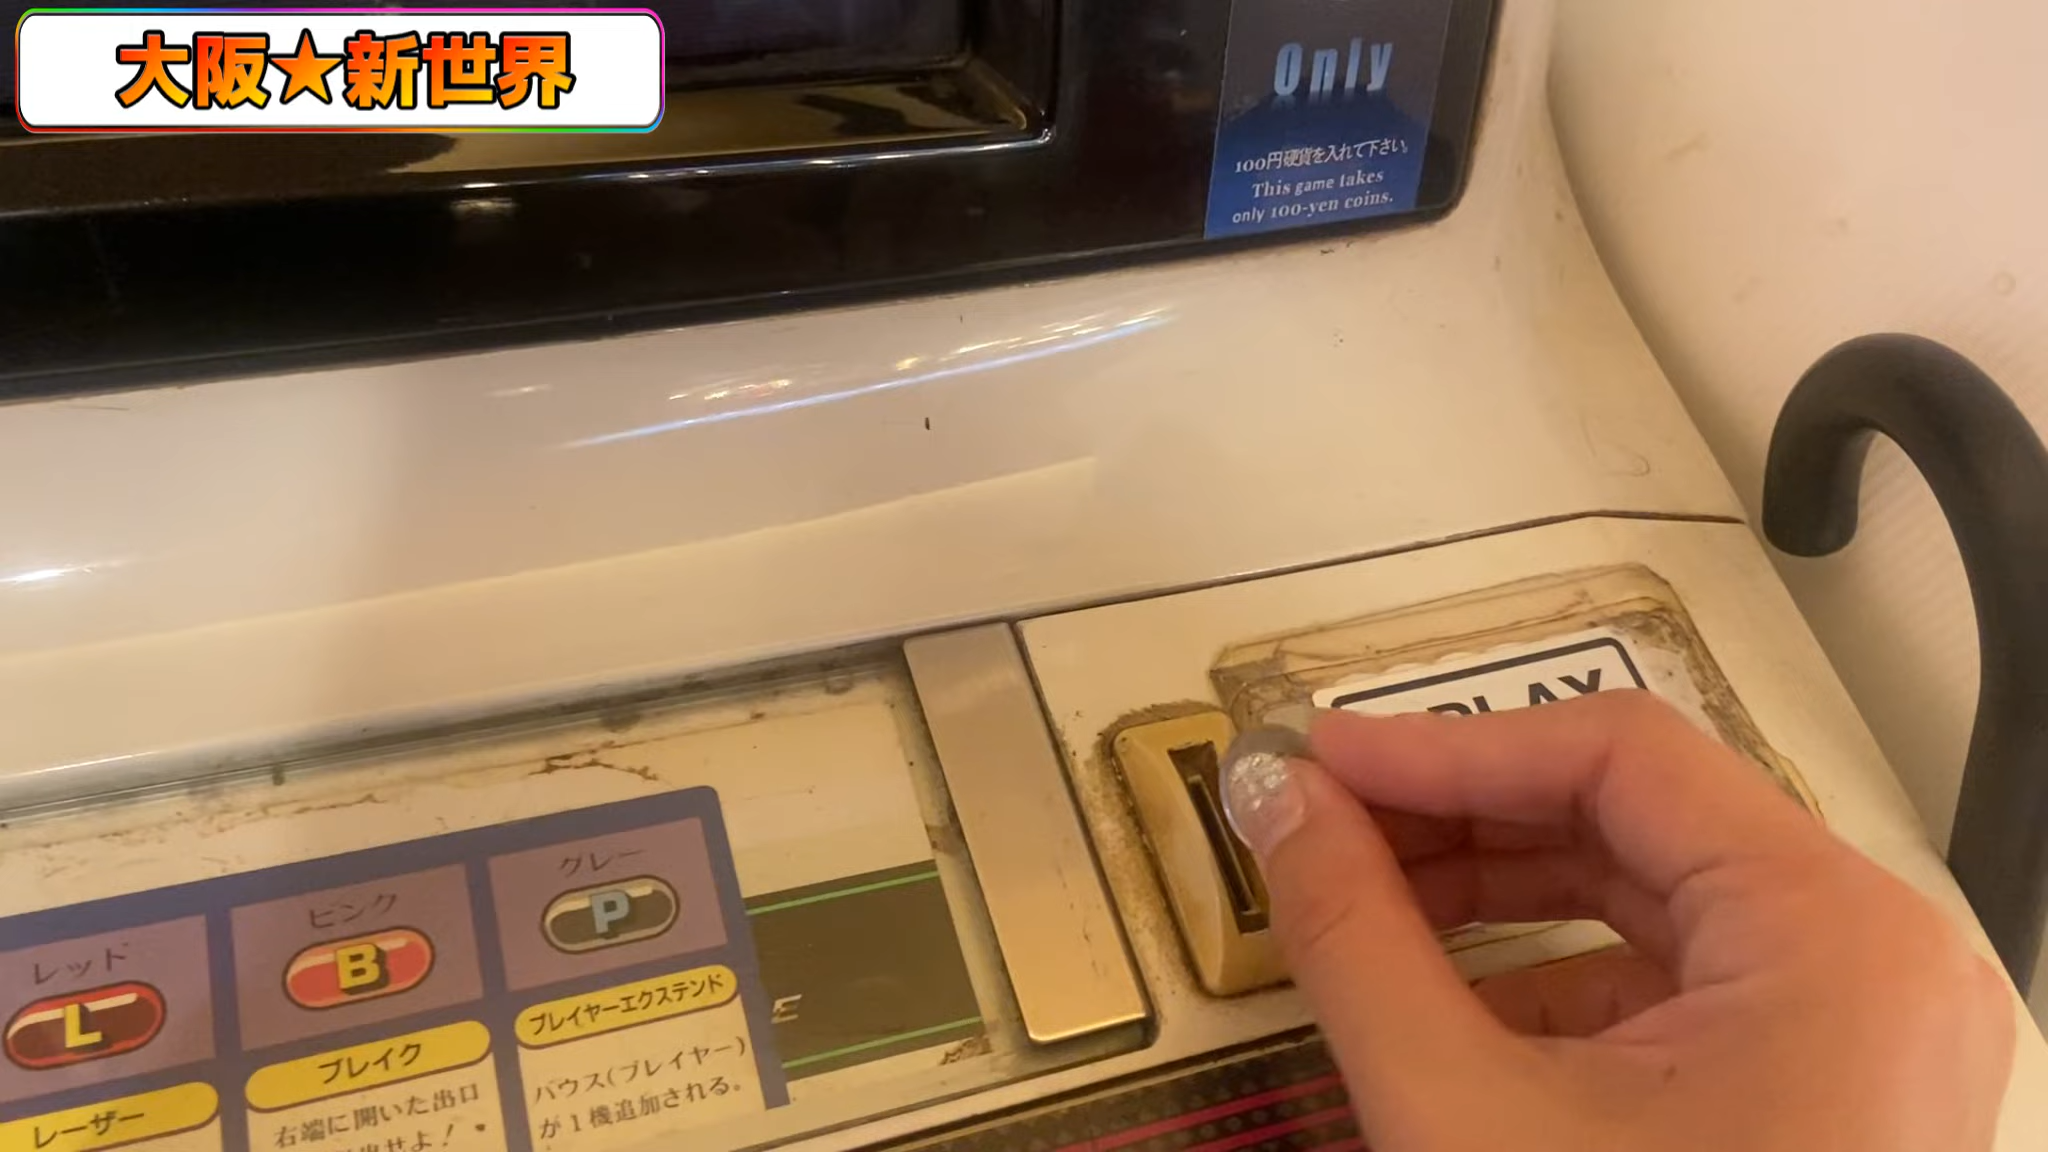 大阪★新世界
Only
100円硬貨を入れて下さい。
This game takes
only 100-yen coins.
PLAY
レッド
L
レーザー
ピンク
B
ブレイク
右端に開いた出口
出せよ！
グレー
P
プレイヤーエクステンド
バウス(プレイヤー)
が1機追加される。
E